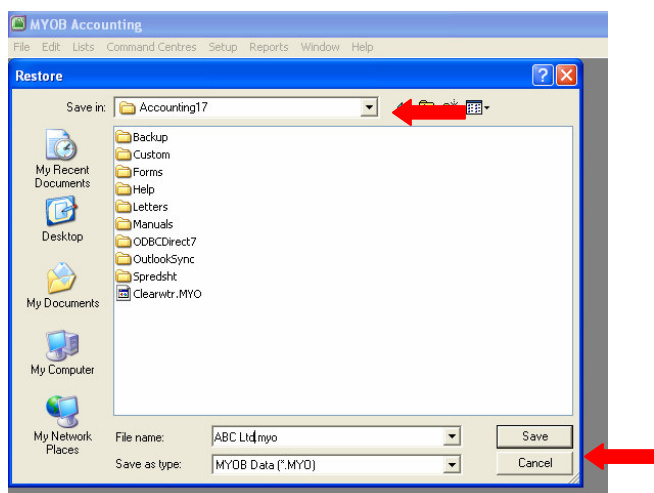 MYOB Accounting
File Edit Lists Command Centres Setup Reports Window Help
Restore
Save in: Accounting17
My Recent
Documents
Desktop
My Documents
My Computer
My Network
Places
Backup
Custom
Forms
Help
Letters
Manuals
ODBCDirect7
OutlookSync
Spredsht
Clearwtr.MYO
File name: ABC Ltd.myo Save
Save as type: MYOB Data (*.MYO) Cancel